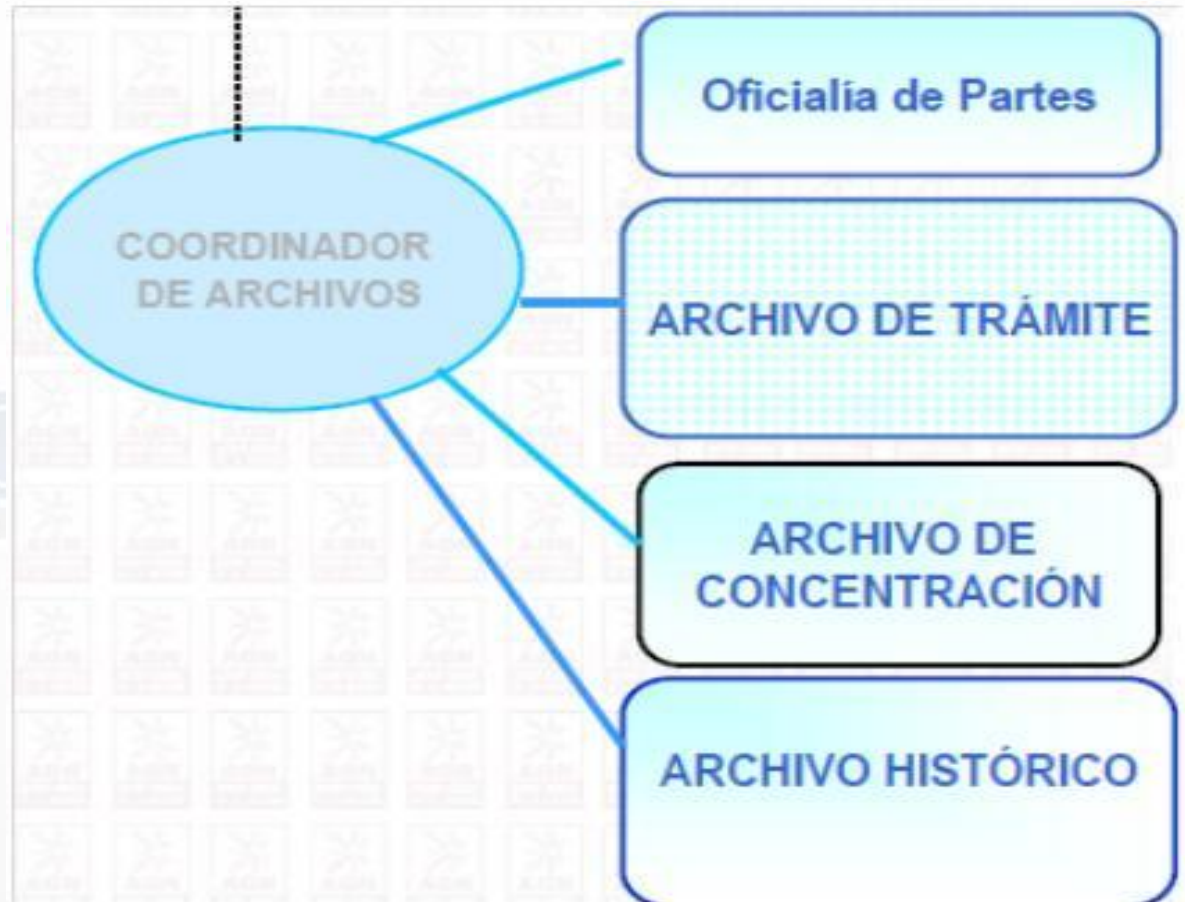 Oficialía de Partes
COORDINADOR
DE ARCHIVOS
ARCHIVO DE TRÁMITE
ARCHIVO DE
CONCENTRACIÓN
ARCHIVO HISTÓRICO